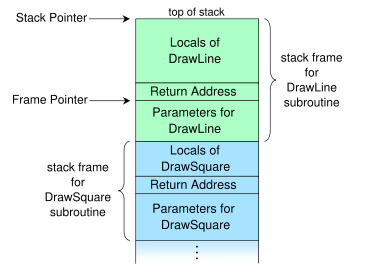 top of stack
Stack Pointer
Locals of
DrawLine
stack frame
for
DrawLine
subroutine
Return Address
Frame Pointer
Parameters for
DrawLine
Locals of
DrawSquare
stack frame
for
DrawSquare
subroutine
Return Address
Parameters for
DrawSquare